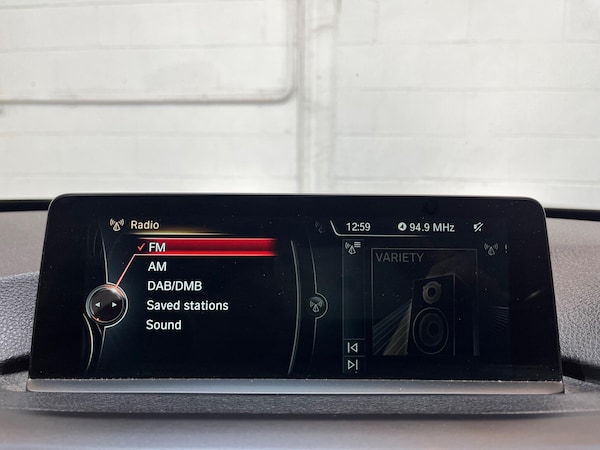 Radio
12:59
94.9 MHz
FM
AM
DAB/DMB
Saved stations
Sound
VARIETY